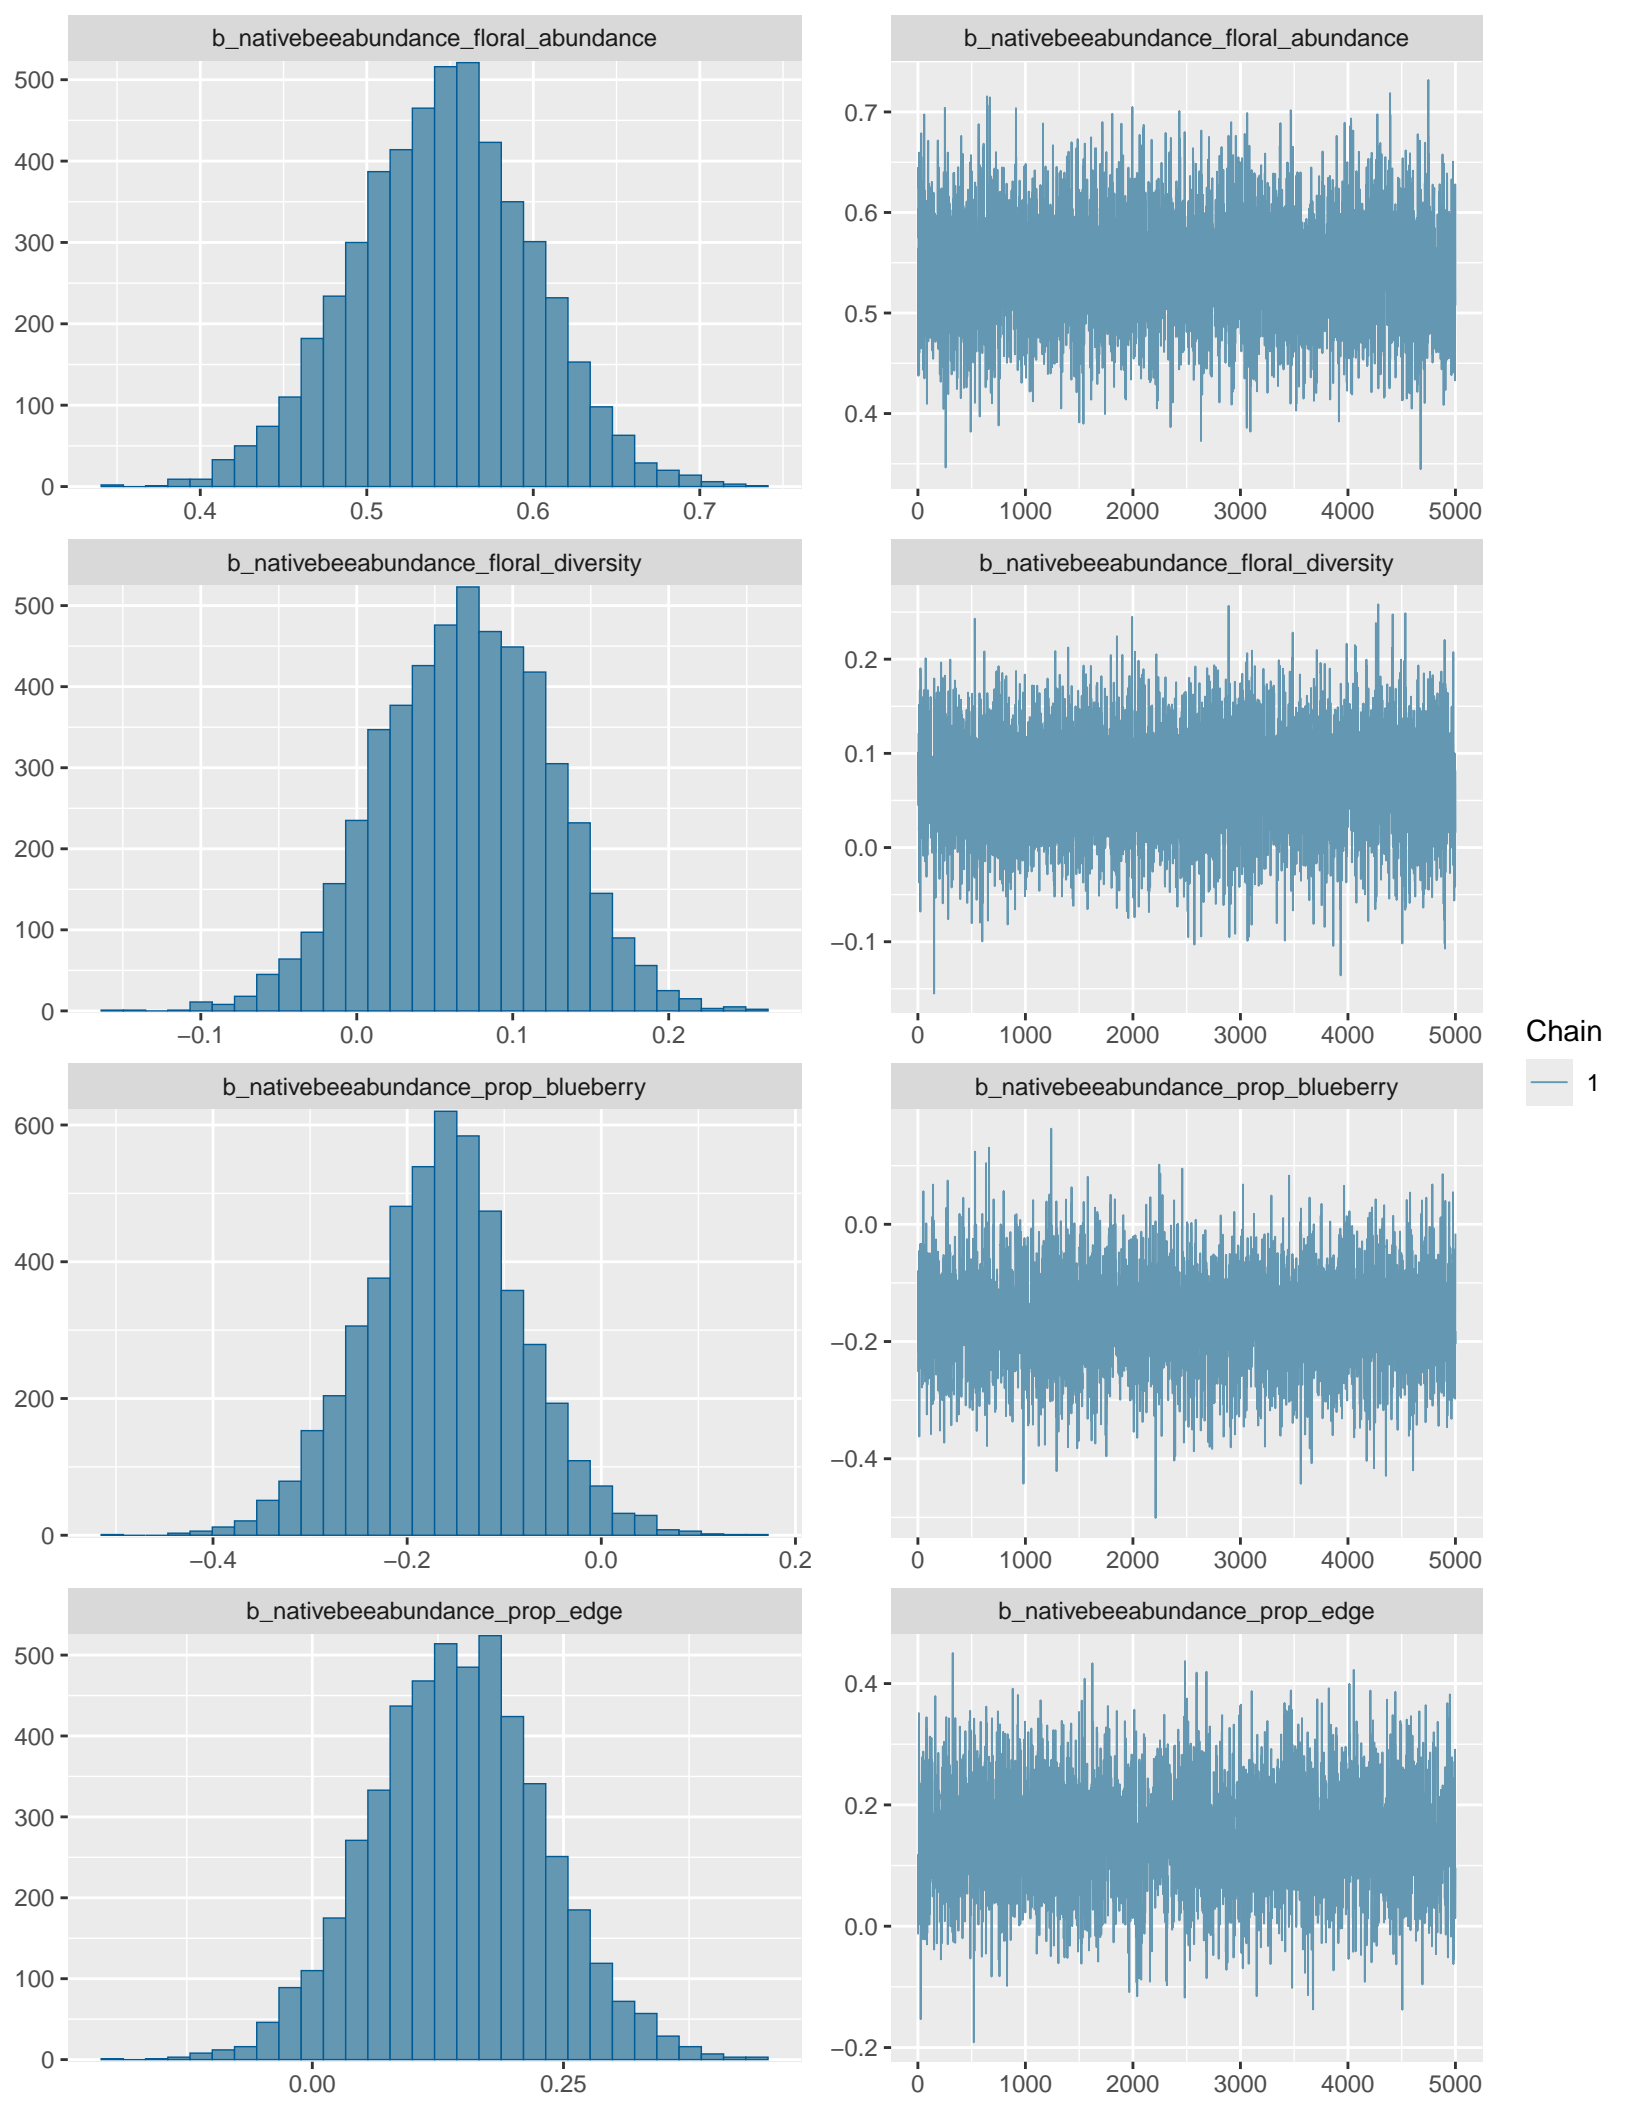 b_nativebeeabundance_floral_abundance
500
400
300
200
100
0
0.4 0.5 0.6 0.7
b_nativebeeabundance_floral_abundance
0.7
0.6
0.5
0.4
0 1000 2000 3000 4000 5000
b_nativebeeabundance_floral_diversity
500
400
300
200
100
0
−0.1 0.0 0.1 0.2
b_nativebeeabundance_floral_diversity
0.2
0.1
0.0
−0.1
0 1000 2000 3000 4000 5000
b_nativebeeabundance_prop_blueberry
600
400
200
0
−0.4 −0.2 0.0 0.2
b_nativebeeabundance_prop_blueberry
0.0
−0.2
−0.4
0 1000 2000 3000 4000 5000
b_nativebeeabundance_prop_edge
500
400
300
200
100
0
0.00 0.25
b_nativebeeabundance_prop_edge
0.4
0.2
0.0
−0.2
0 1000 2000 3000 4000 5000
Chain
1